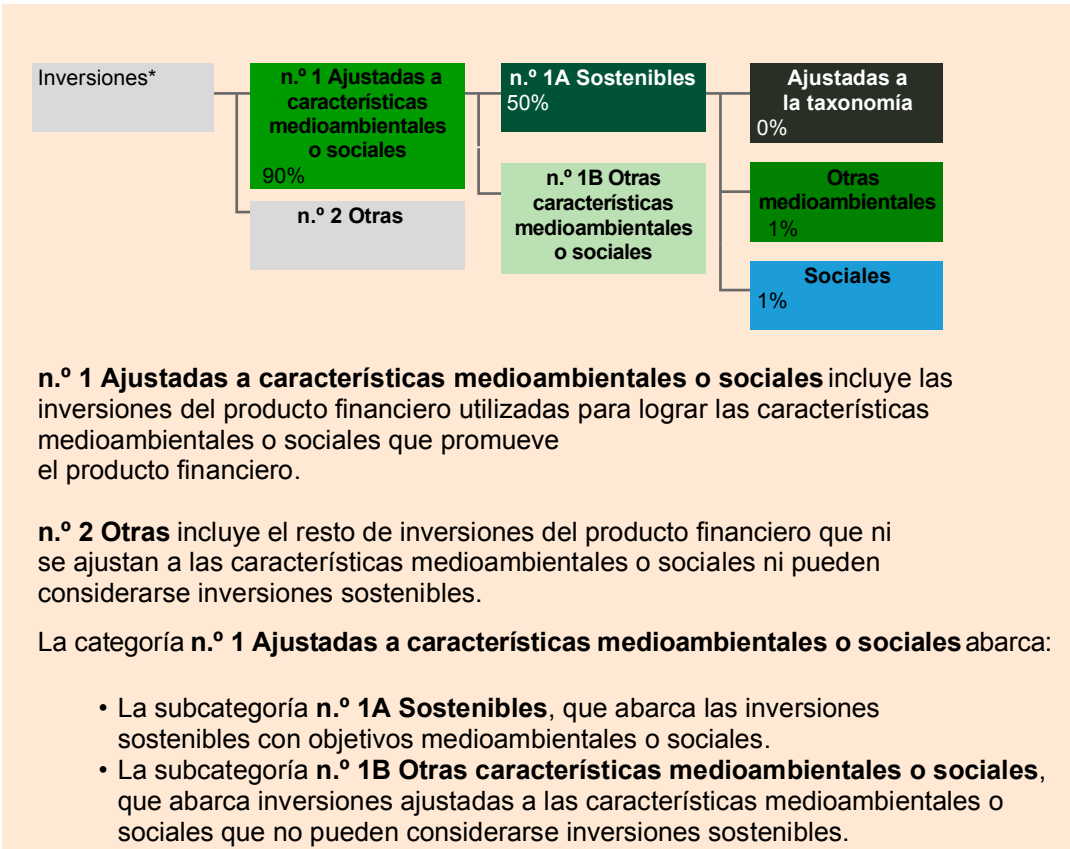 Inversiones*
n.º 1 Ajustadas a
características
medioambientales
o sociales
90%
n.º 2 Otras
n.º 1A Sostenibles
50%
n.º 1B Otras
características
medioambientales
o sociales
Ajustadas a
la taxonomía
0%
Otras
medioambientales
1%
Sociales
1%
n.º 1 Ajustadas a características medioambientales o sociales incluye las
inversiones del producto financiero utilizadas para lograr las características
medioambientales o sociales que promueve
el producto financiero.
n.º 2 Otras incluye el resto de inversiones del producto financiero que ni
se ajustan a las características medioambientales o sociales ni pueden
considerarse inversiones sostenibles.
La categoría n.º 1 Ajustadas a características medioambientales o sociales abarca:
• La subcategoría n.º 1A Sostenibles, que abarca las inversiones
sostenibles con objetivos medioambientales o sociales.
• La subcategoría n.º 1B Otras características medioambientales o sociales,
que abarca inversiones ajustadas a las características medioambientales o
sociales que no pueden considerarse inversiones sostenibles.